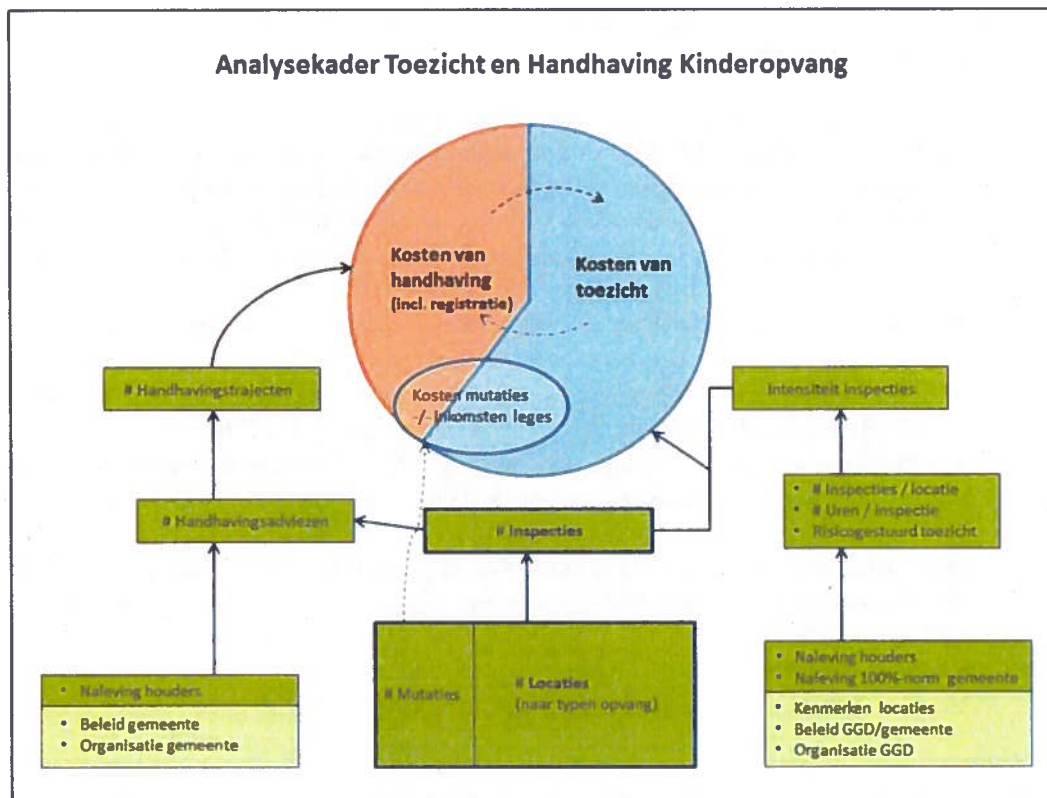 Analysekader Toezicht en Handhaving Kinderopvang
Kosten van
handhaving
(incl. registratie)
Kosten van
toezicht
Kosten mutaties
-/- Inkomsten leges
# Handhavingstrajecten
Intensiteit inspecties
• # Inspecties / locatie
• # Uren / inspectie
• Risicogestuurd toezicht
# Handhavingsadviezen
# Inspecties
• Naleving houders
• Beleid gemeente
• Organisatie gemeente
# Mutaties
# Locaties
(naar typen opvang)
• Naleving houders
• Naleving 100%-norm gemeente
• Kenmerken locaties
• Beleid GGD/gemeente
• Organisatie GGD